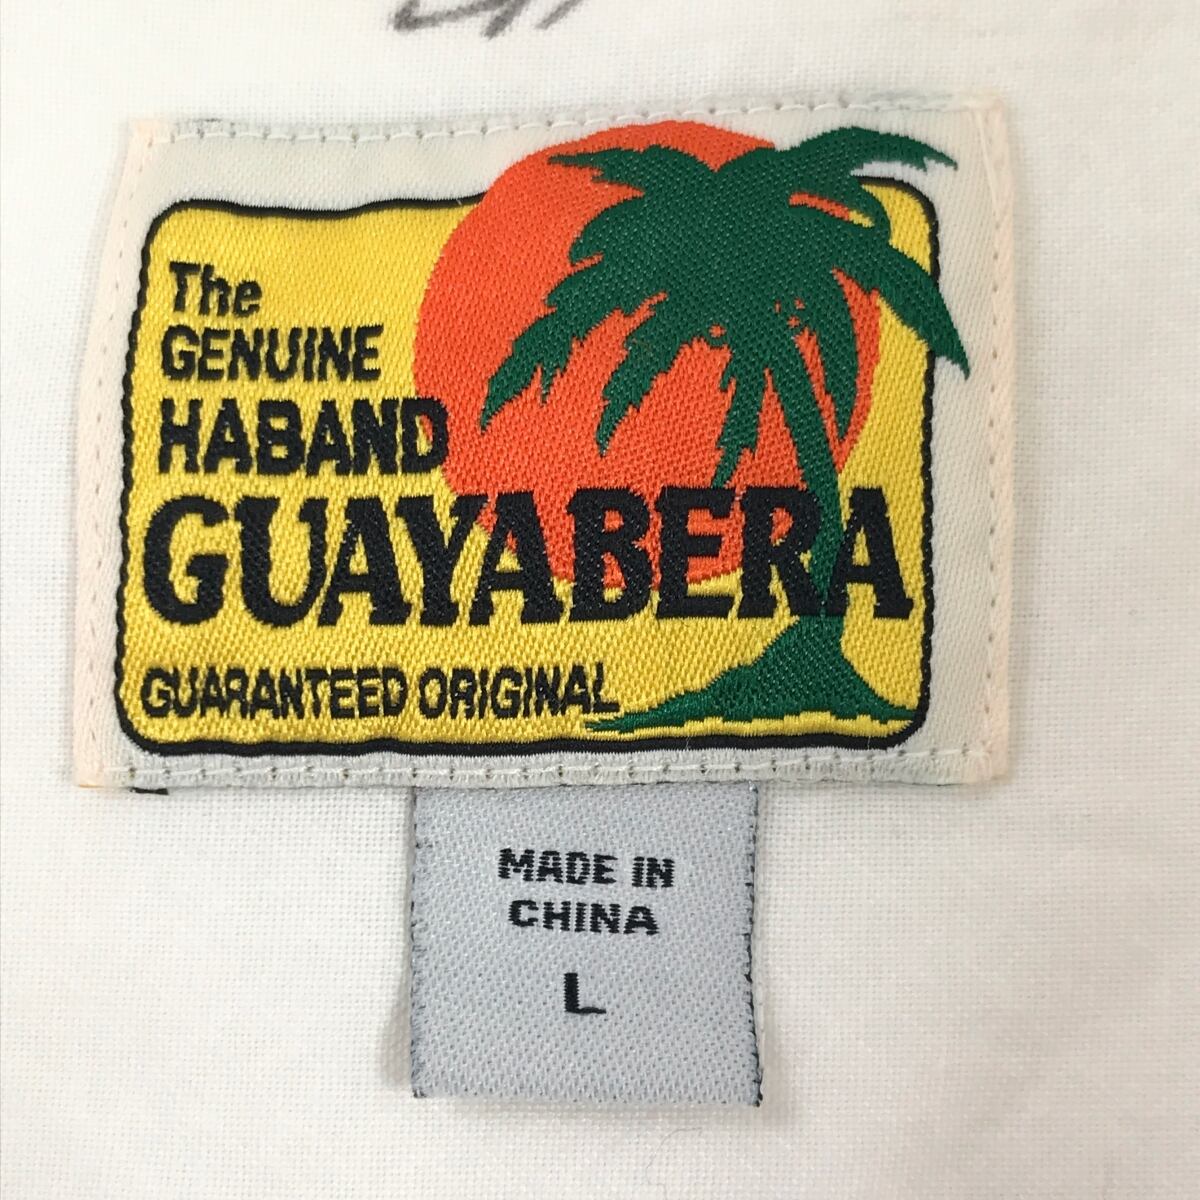 The
GENUINE
HABAND
GUAYABERA
GUARANTEED ORIGINAL
MADE IN
CHINA
L